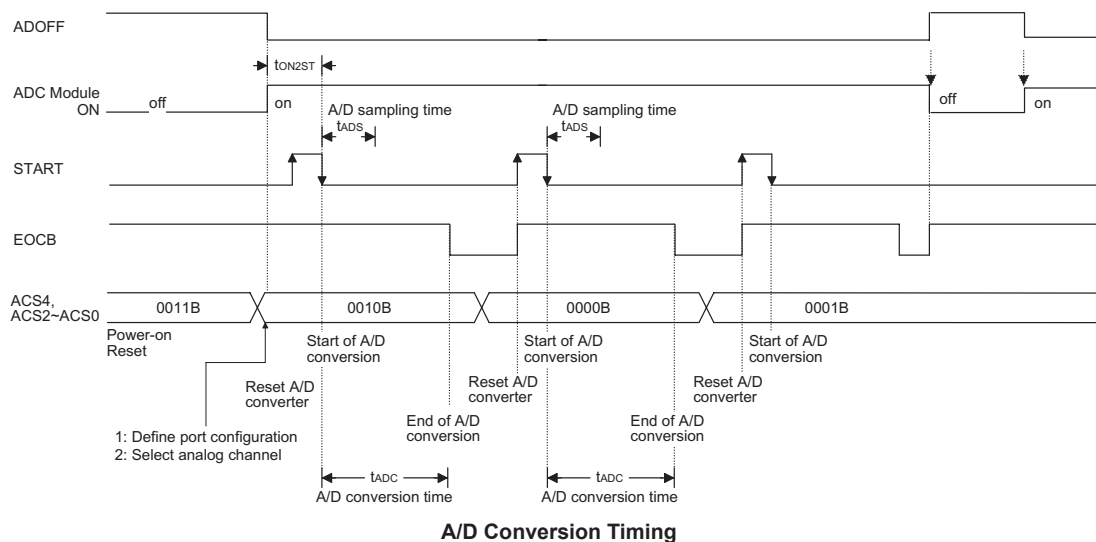 ADOFF
tON2ST
ADC Module
ON
off
on
A/D sampling time
tADS
A/D sampling time
tADS
off
on
START
EOCB
ACS4,
ACS2~ACS0
0011B
0010B
0000B
0001B
Power-on
Reset
Start of A/D
conversion
Start of A/D
conversion
Start of A/D
conversion
Reset A/D
converter
Reset A/D
converter
Reset A/D
converter
End of A/D
conversion
End of A/D
conversion
1: Define port configuration
2: Select analog channel
tADC
A/D conversion time
tADC
A/D conversion time
A/D Conversion Timing